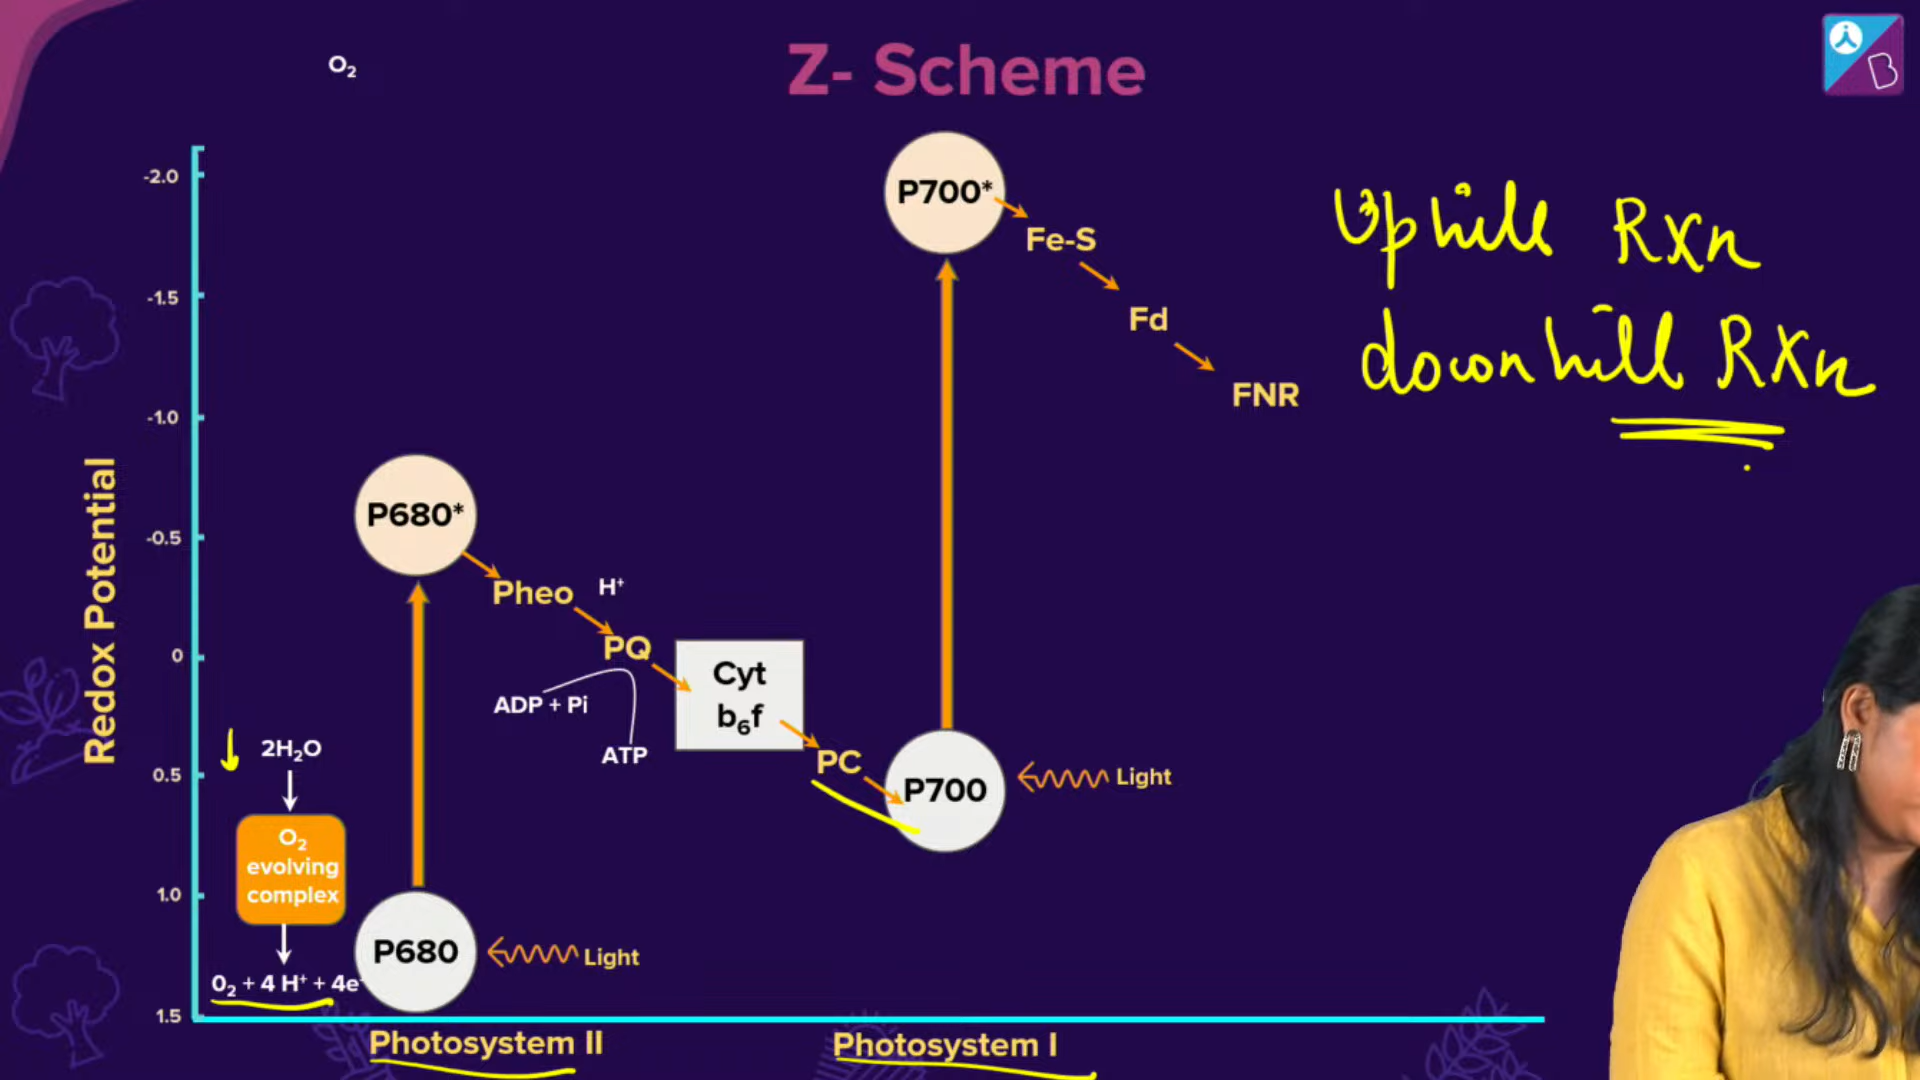 O₂
Z- Scheme
B
-2.0
-1.5
-1.0
-0.5
0
0.5
1.0
1.5
Redox Potential
P700*
Fe-S
Fd
FNR
Uphill RXn
downhill RXn
P680*
Pheo
H⁺
PQ
ADP + Pi
ATP
Cyt
b₆f
PC
P700
Light
2H₂O
O₂
evolving
complex
O₂ + 4 H⁺ + 4e⁻
P680
Light
Photosystem II
Photosystem I